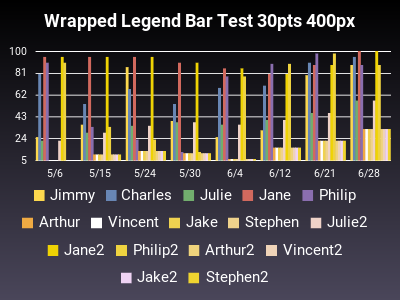 Wrapped Legend Bar Test 30pts 400px
100
81
62
43
24
5
5/6 5/15 5/24 5/30 6/4 6/12 6/21 6/28
Jimmy Charles Julie Jane Philip
Arthur Vincent Jake Stephen Julie2
Jane2 Philip2 Arthur2 Vincent2
Jake2 Stephen2